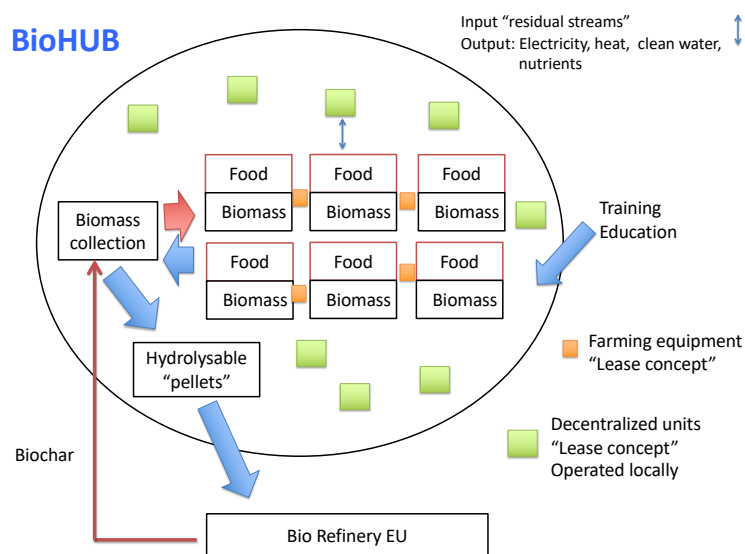 BioHUB
Input “residual streams”
Output: Electricity, heat, clean water,
nutrients
Food Food Food
Biomass Biomass Biomass
Biomass
collection
Training
Education
Food Food Food
Biomass Biomass Biomass
Farming equipment
“Lease concept”
Hydrolysable
“pellets”
Decentralized units
“Lease concept”
Operated locally
Biochar
Bio Refinery EU